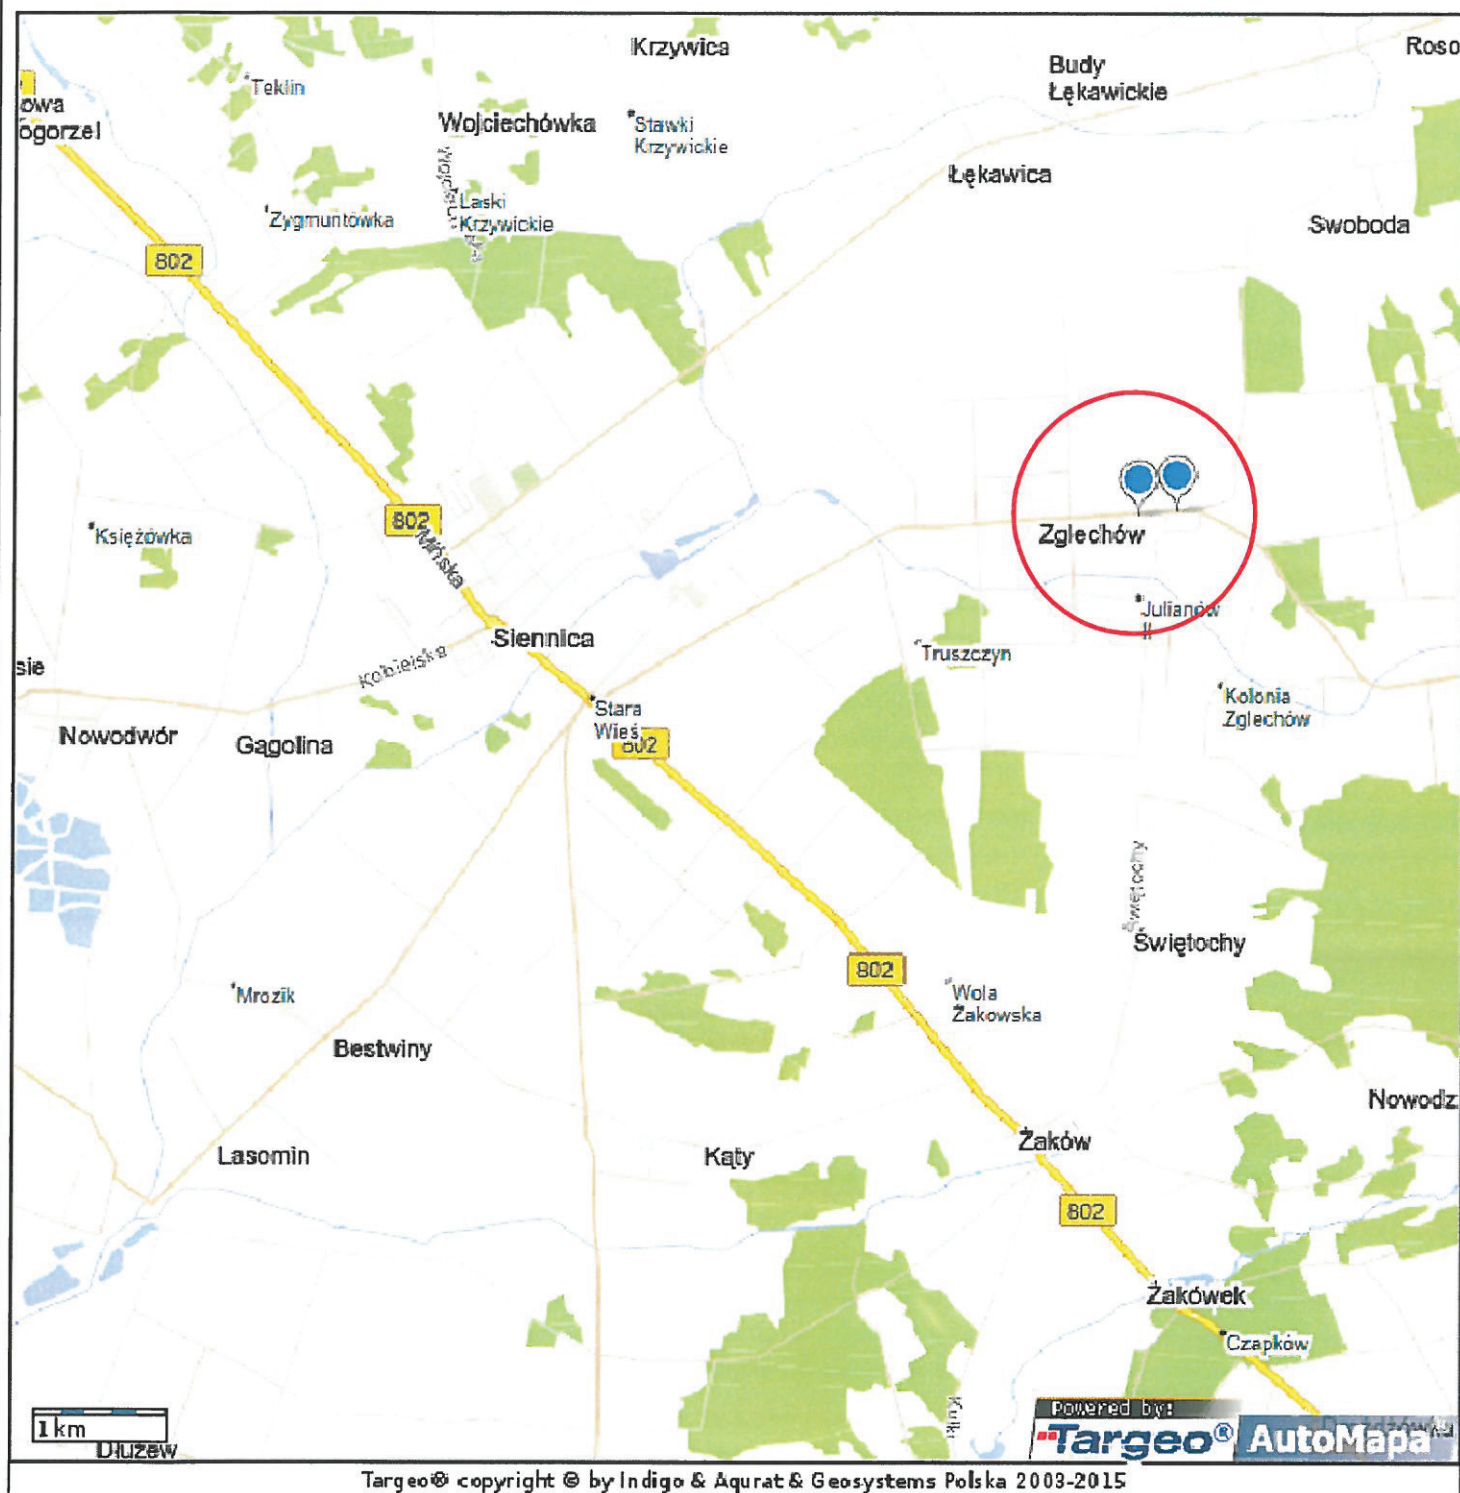 Krzywica
Roso
Budy
Łękawickie
Teklin
owa
ogorzel
Wojciechówka
Stawki
Krzywickie
Łękawica
Laski
Krzywickie
Zygmuntówka
Swoboda
802
802
Mińska
Księżówka
Zglechów
Julianów
II
Siennica
Kobielska
Truszczyn
sie
Stara
Wieś
802
Kolonia
Zglechów
Nowodwór
Gągolina
Świętochy
Świętochy
802
Mrozik
Wola
Żakowska
Bestwiny
Nowodz
Żaków
Lasomin
Kąty
802
Żakówek
Czapków
Kulki
1 km
Dłużew
Powered by:
Targeo® AutoMapa
Targeo® copyright © by Indigo & Aqurat & Geosystems Polska 2003-2015